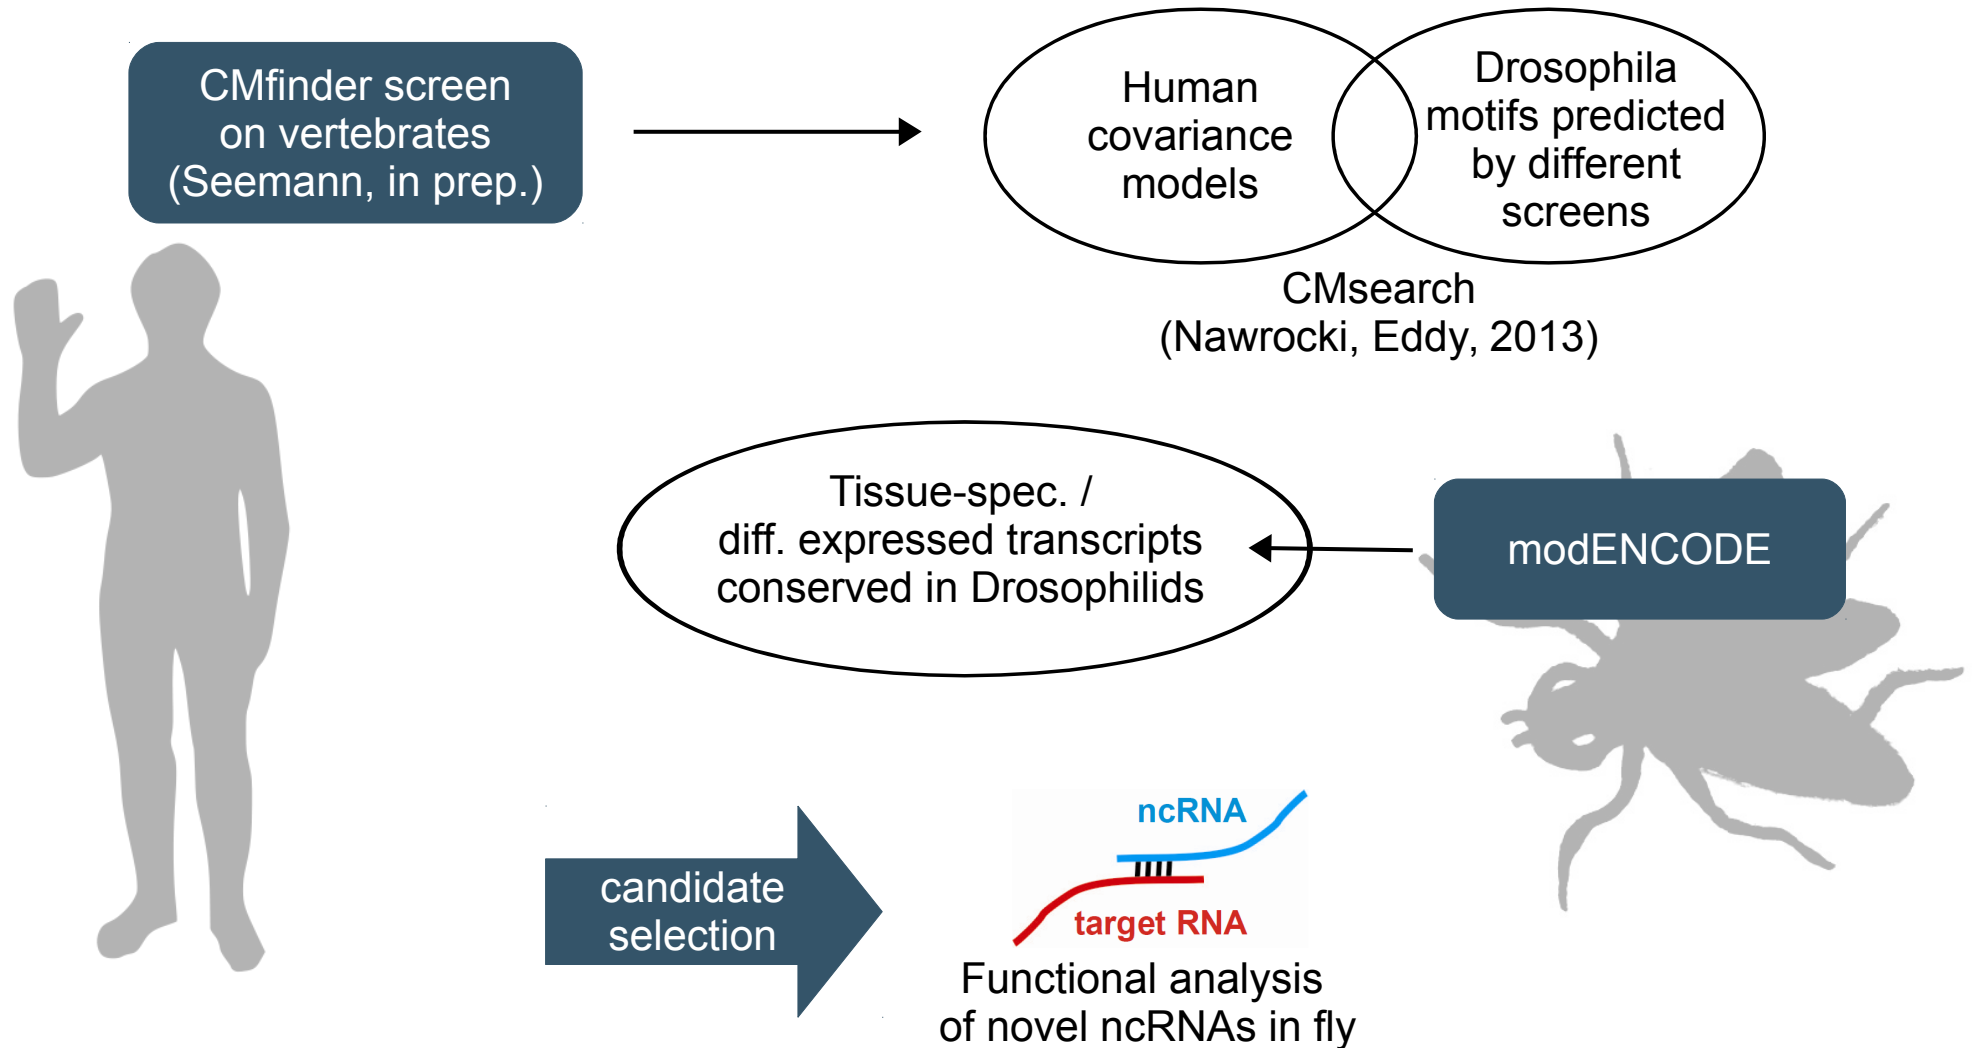 CMfinder screen
on vertebrates
(Seemann, in prep.)
Human
covariance
models
Drosophila
motifs predicted
by different
screens
CMsearch
(Nawrocki, Eddy, 2013)
Tissue-spec. /
diff. expressed transcripts
conserved in Drosophilids
modENCODE
candidate
selection
ncRNA
target RNA
Functional analysis
of novel ncRNAs in fly